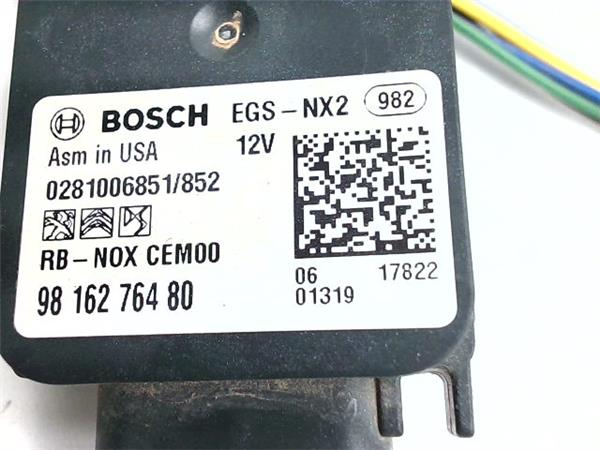 BOSCH EGS-NX2 982
Asm in USA 12V
0281006851/852
RB-NOX CEM00
98 162 764 80
06 17822
01319